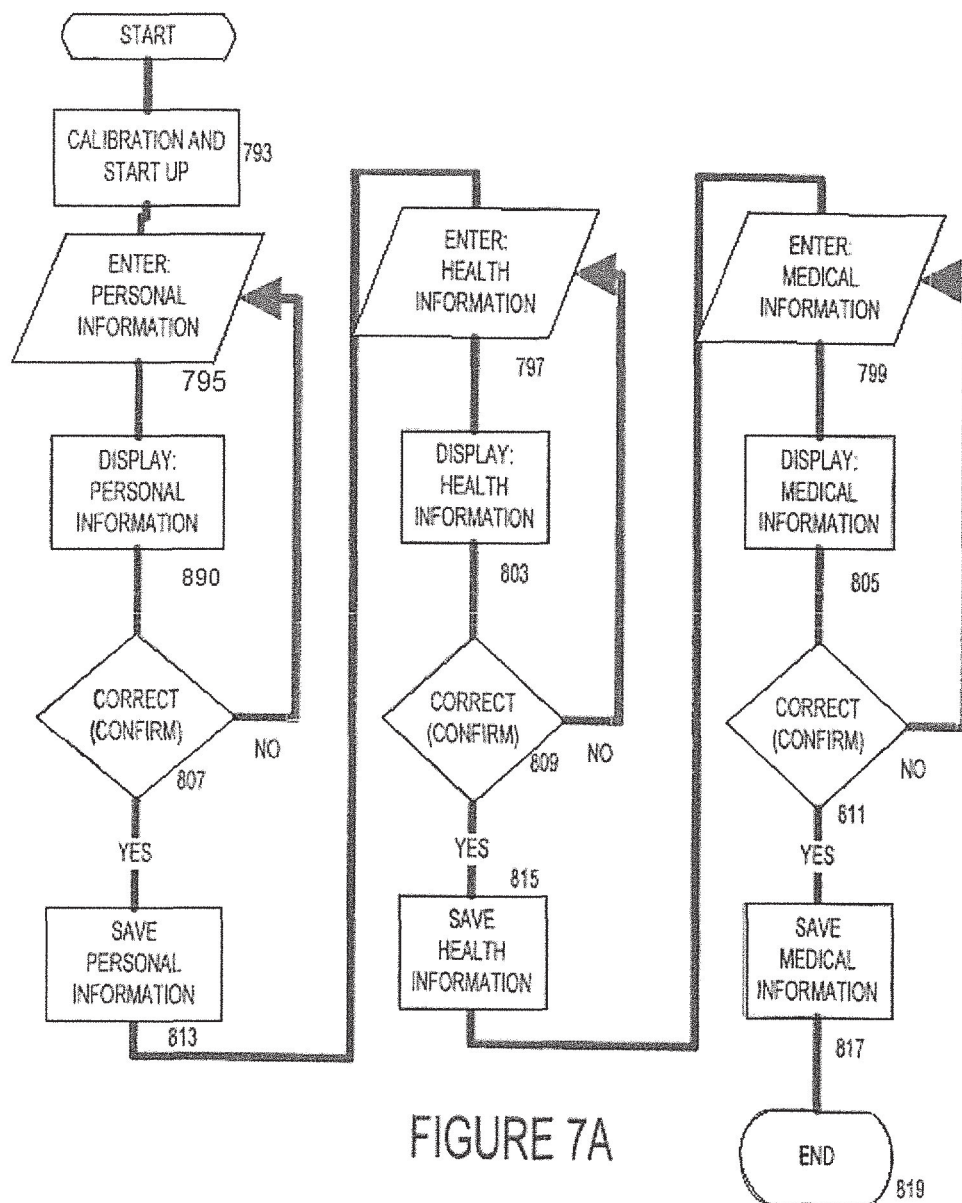 START
CALIBRATION AND
START UP
793
ENTER:
PERSONAL
INFORMATION
795
DISPLAY:
PERSONAL
INFORMATION
890
CORRECT
(CONFIRM)
807
NO
YES
SAVE
PERSONAL
INFORMATION
813
ENTER:
HEALTH
INFORMATION
797
DISPLAY:
HEALTH
INFORMATION
803
CORRECT
(CONFIRM)
809
NO
YES
815
SAVE
HEALTH
INFORMATION
ENTER:
MEDICAL
INFORMATION
799
DISPLAY:
MEDICAL
INFORMATION
805
CORRECT
(CONFIRM)
811
NO
YES
SAVE
MEDICAL
INFORMATION
817
END
819
FIGURE 7A